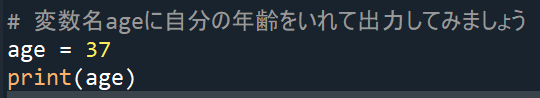 # 変数名ageに自分の年齢をいれて出力してみましょう
age = 37
print(age)